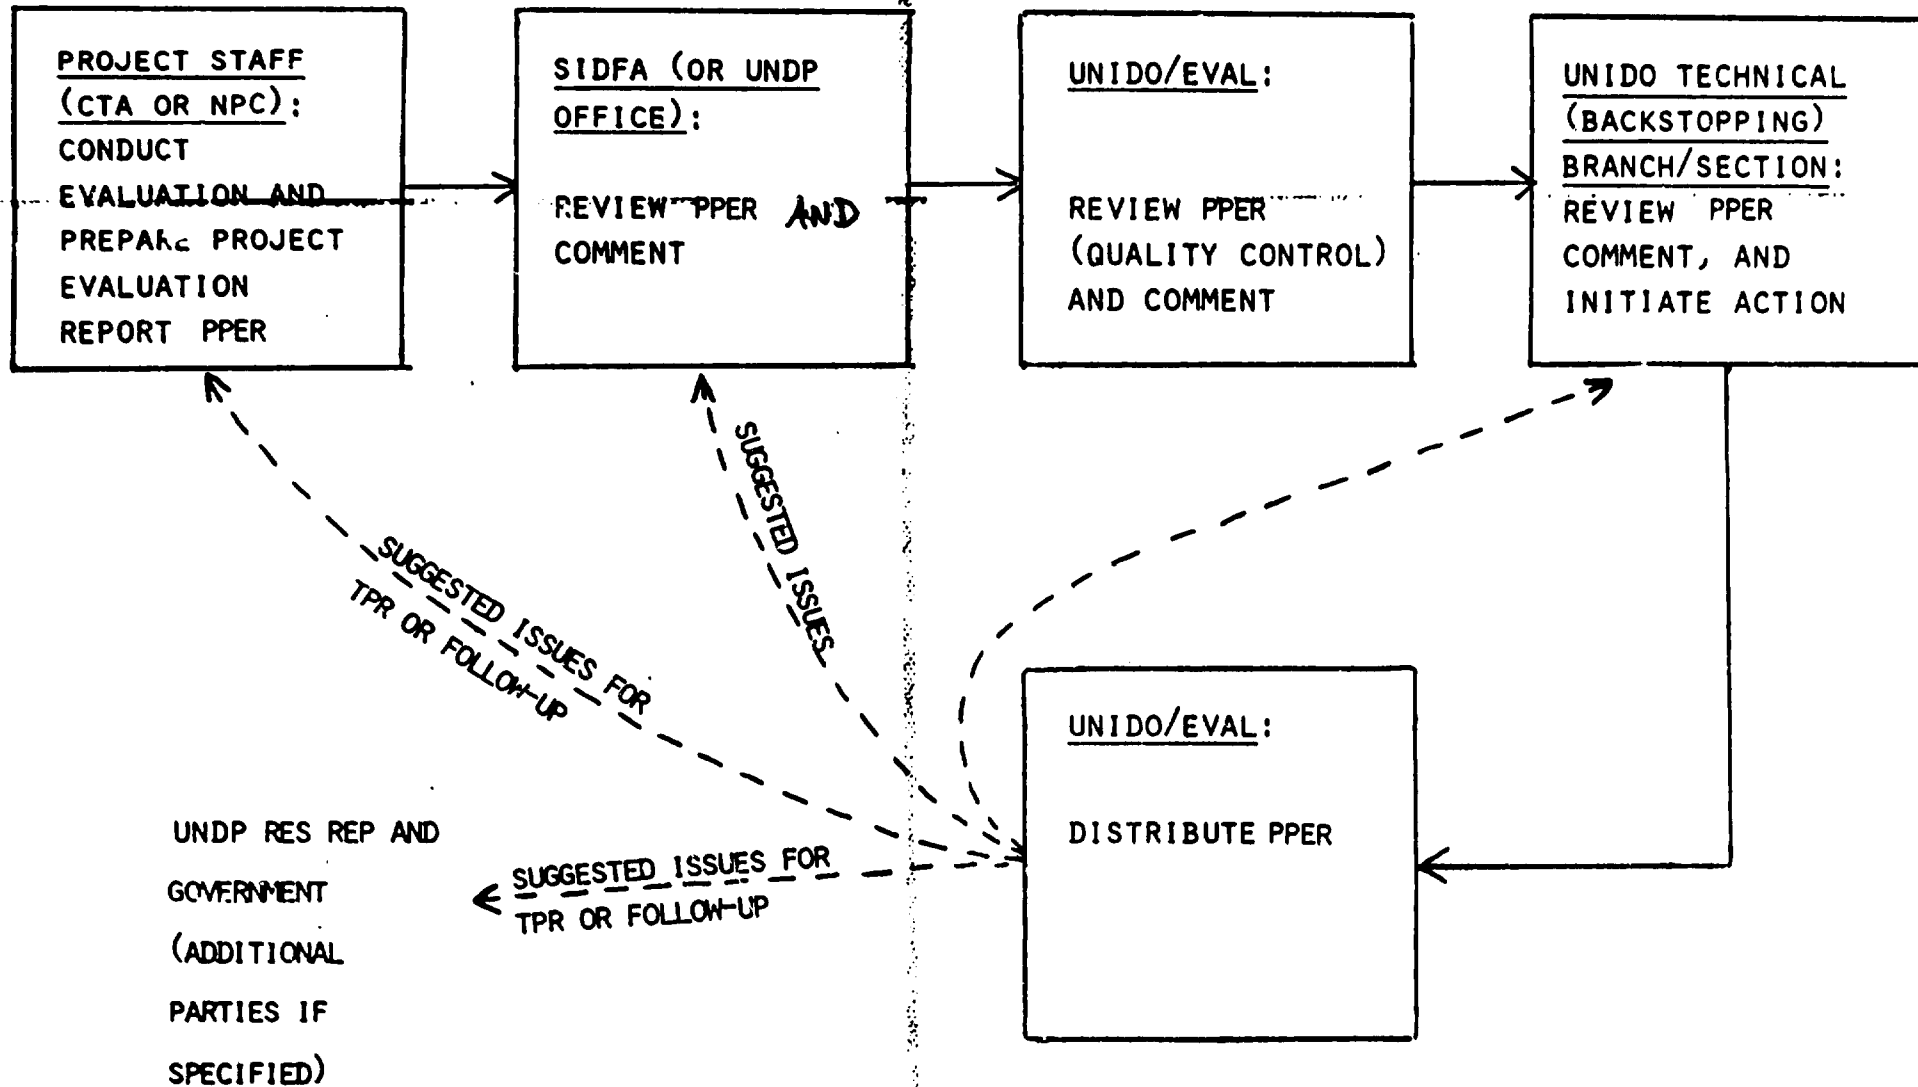 PROJECT STAFF
(CTA OR NPC):
CONDUCT
EVALUATION AND
PREPARE PROJECT
EVALUATION
REPORT PPER
SIDFA (OR UNDP
OFFICE):
REVIEW PPER AND
COMMENT
UNIDO/EVAL:
REVIEW PPER
(QUALITY CONTROL)
AND COMMENT
UNIDO TECHNICAL
(BACKSTOPPING)
BRANCH/SECTION:
REVIEW PPER
COMMENT, AND
INITIATE ACTION
SUGGESTED ISSUES
SUGGESTED ISSUES FOR
TPR OR FOLLOW-UP
UNIDO/EVAL:
DISTRIBUTE PPER
SUGGESTED ISSUES FOR
TPR OR FOLLOW-UP
UNDP RES REP AND
GOVERNMENT
(ADDITIONAL
PARTIES IF
SPECIFIED)